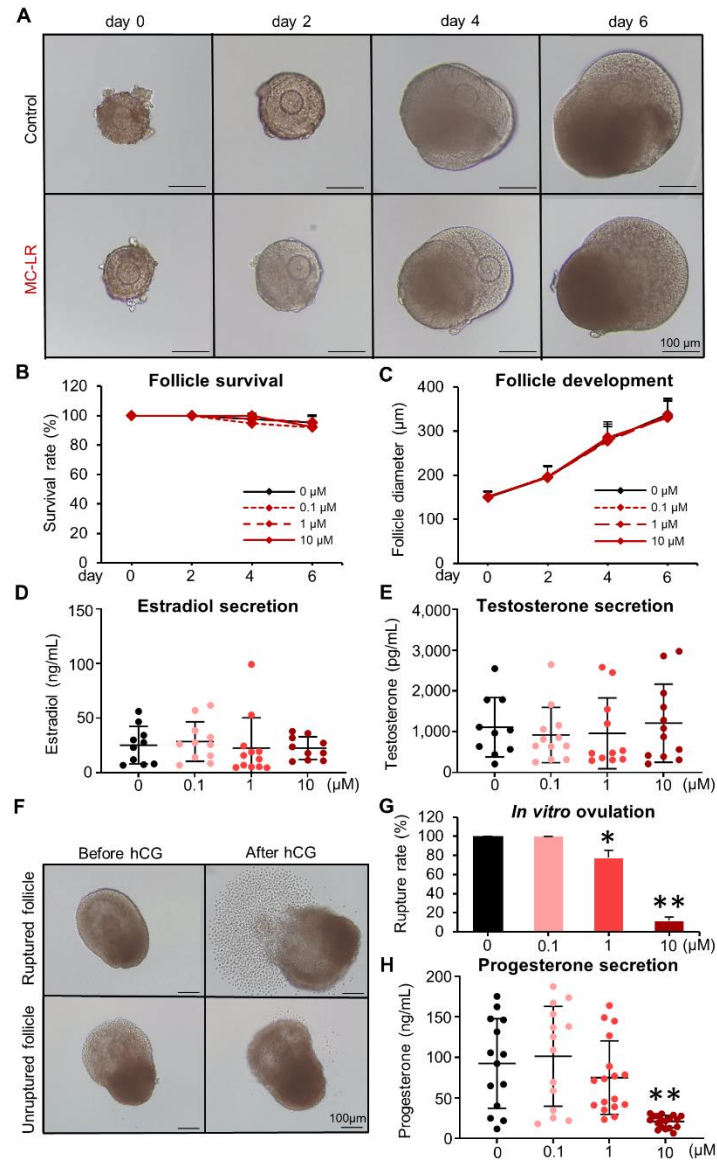 A
day 0 day 2 day 4 day 6
Control
MC-LR
100 µm
B
Follicle survival
Survival rate (%)
120
100
80
60
40
20
0
0 µM
0.1 µM
1 µM
10 µM
day 0 2 4 6
C
Follicle development
Follicle diameter (µm)
400
300
200
100
0
0 µM
0.1 µM
1 µM
10 µM
day 0 2 4 6
D
Estradiol secretion
Estradiol (ng/mL)
150
100
50
0
0 0.1 1 10 (µM)
E
Testosterone secretion
Testosterone (pg/mL)
4,000
3,000
2,000
1,000
0
0 0.1 1 10 (µM)
F
Before hCG After hCG
Ruptured follicle
Unruptured follicle
100µm
G
In vitro ovulation
Rupture rate (%)
100
80
60
40
20
0
*
**
0 0.1 1 10 (µM)
H
Progesterone secretion
Progesterone (ng/mL)
200
150
100
50
0
**
0 0.1 1 10 (µM)